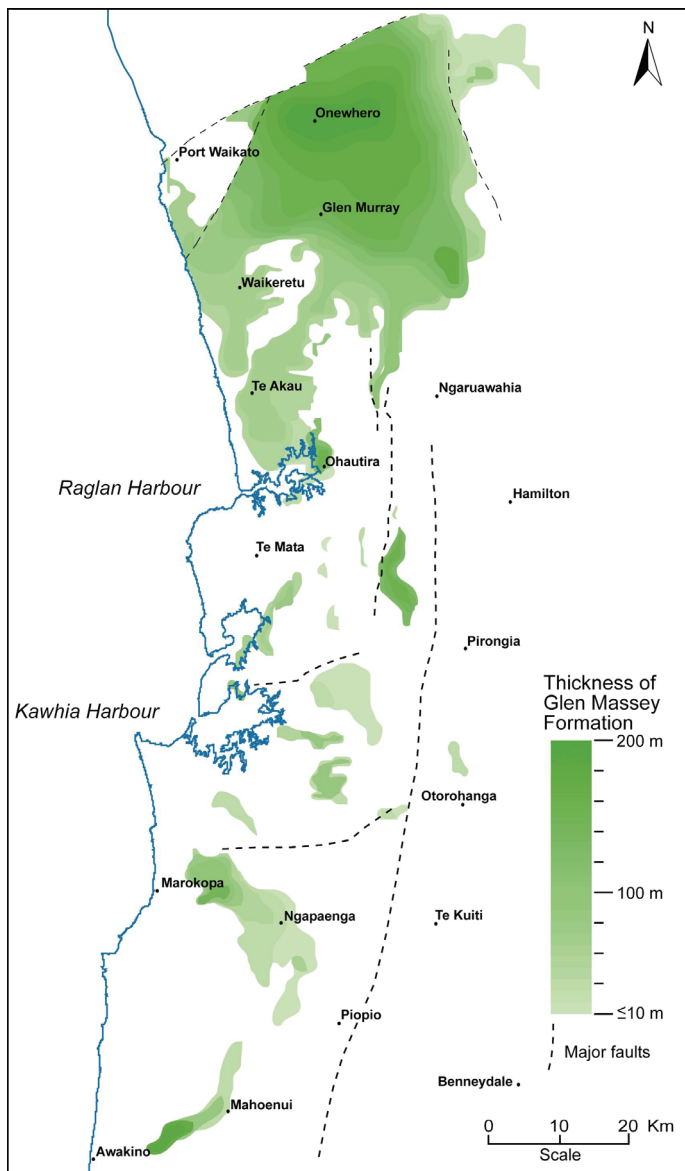 N
Onewhero
Port Waikato
Glen Murray
Waikeretu
Te Akau
Ngaruawahia
Ohautira
Raglan Harbour
Hamilton
Te Mata
Pirongia
Kawhia Harbour
Thickness of
Glen Massey
Formation
200 m
Otorohanga
Marokopa
100 m
Ngapaenga
Te Kuiti
≤10 m
Piopio
Major faults
Benneydale
Mahoenui
0 10 20 Km
Scale
Awakino